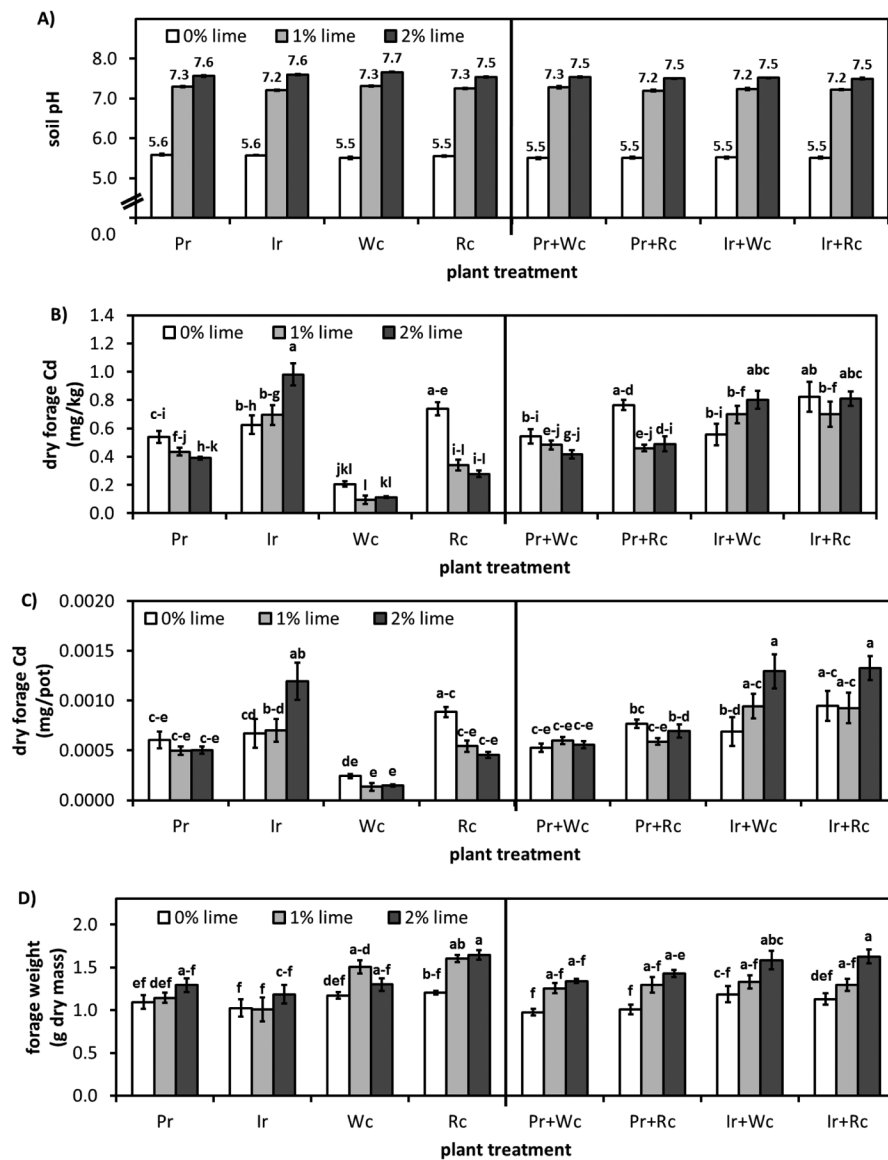 A)
0% lime 1% lime 2% lime
soil pH
8.0
7.0
6.0
5.0
0.0
5.6 7.3 7.6 5.6 7.2 7.6 5.5 7.3 7.7 5.5 7.3 7.5 5.5 7.3 7.5 5.5 7.2 7.5 5.5 7.2 7.5 5.5 7.2 7.5
Pr Ir Wc Rc Pr+Wc Pr+Rc Ir+Wc Ir+Rc
plant treatment
B)
0% lime 1% lime 2% lime
dry forage Cd
(mg/kg)
1.4
1.2
1.0
0.8
0.6
0.4
0.2
0.0
c-i f-j h-k b-h b-g a jkl l kl a-e i-l i-l b-i e-j g-j a-d e-j d-i b-i b-f abc ab b-f abc
Pr Ir Wc Rc Pr+Wc Pr+Rc Ir+Wc Ir+Rc
plant treatment
C)
0% lime 1% lime 2% lime
dry forage Cd
(mg/pot)
0.0020
0.0015
0.0010
0.0005
0.0000
c-e c-e c-e cd b-d ab de e e a-c c-e c-e c-e c-e c-e bc c-e b-d b-d a-c a a-c a-c a
Pr Ir Wc Rc Pr+Wc Pr+Rc Ir+Wc Ir+Rc
plant treatment
D)
0% lime 1% lime 2% lime
forage weight
(g dry mass)
2.0
1.5
1.0
0.5
0.0
ef def a-f f f c-f def a-d a-f b-f ab a f a-f a-f f a-f a-e c-f a-f abc def a-f a
Pr Ir Wc Rc Pr+Wc Pr+Rc Ir+Wc Ir+Rc
plant treatment